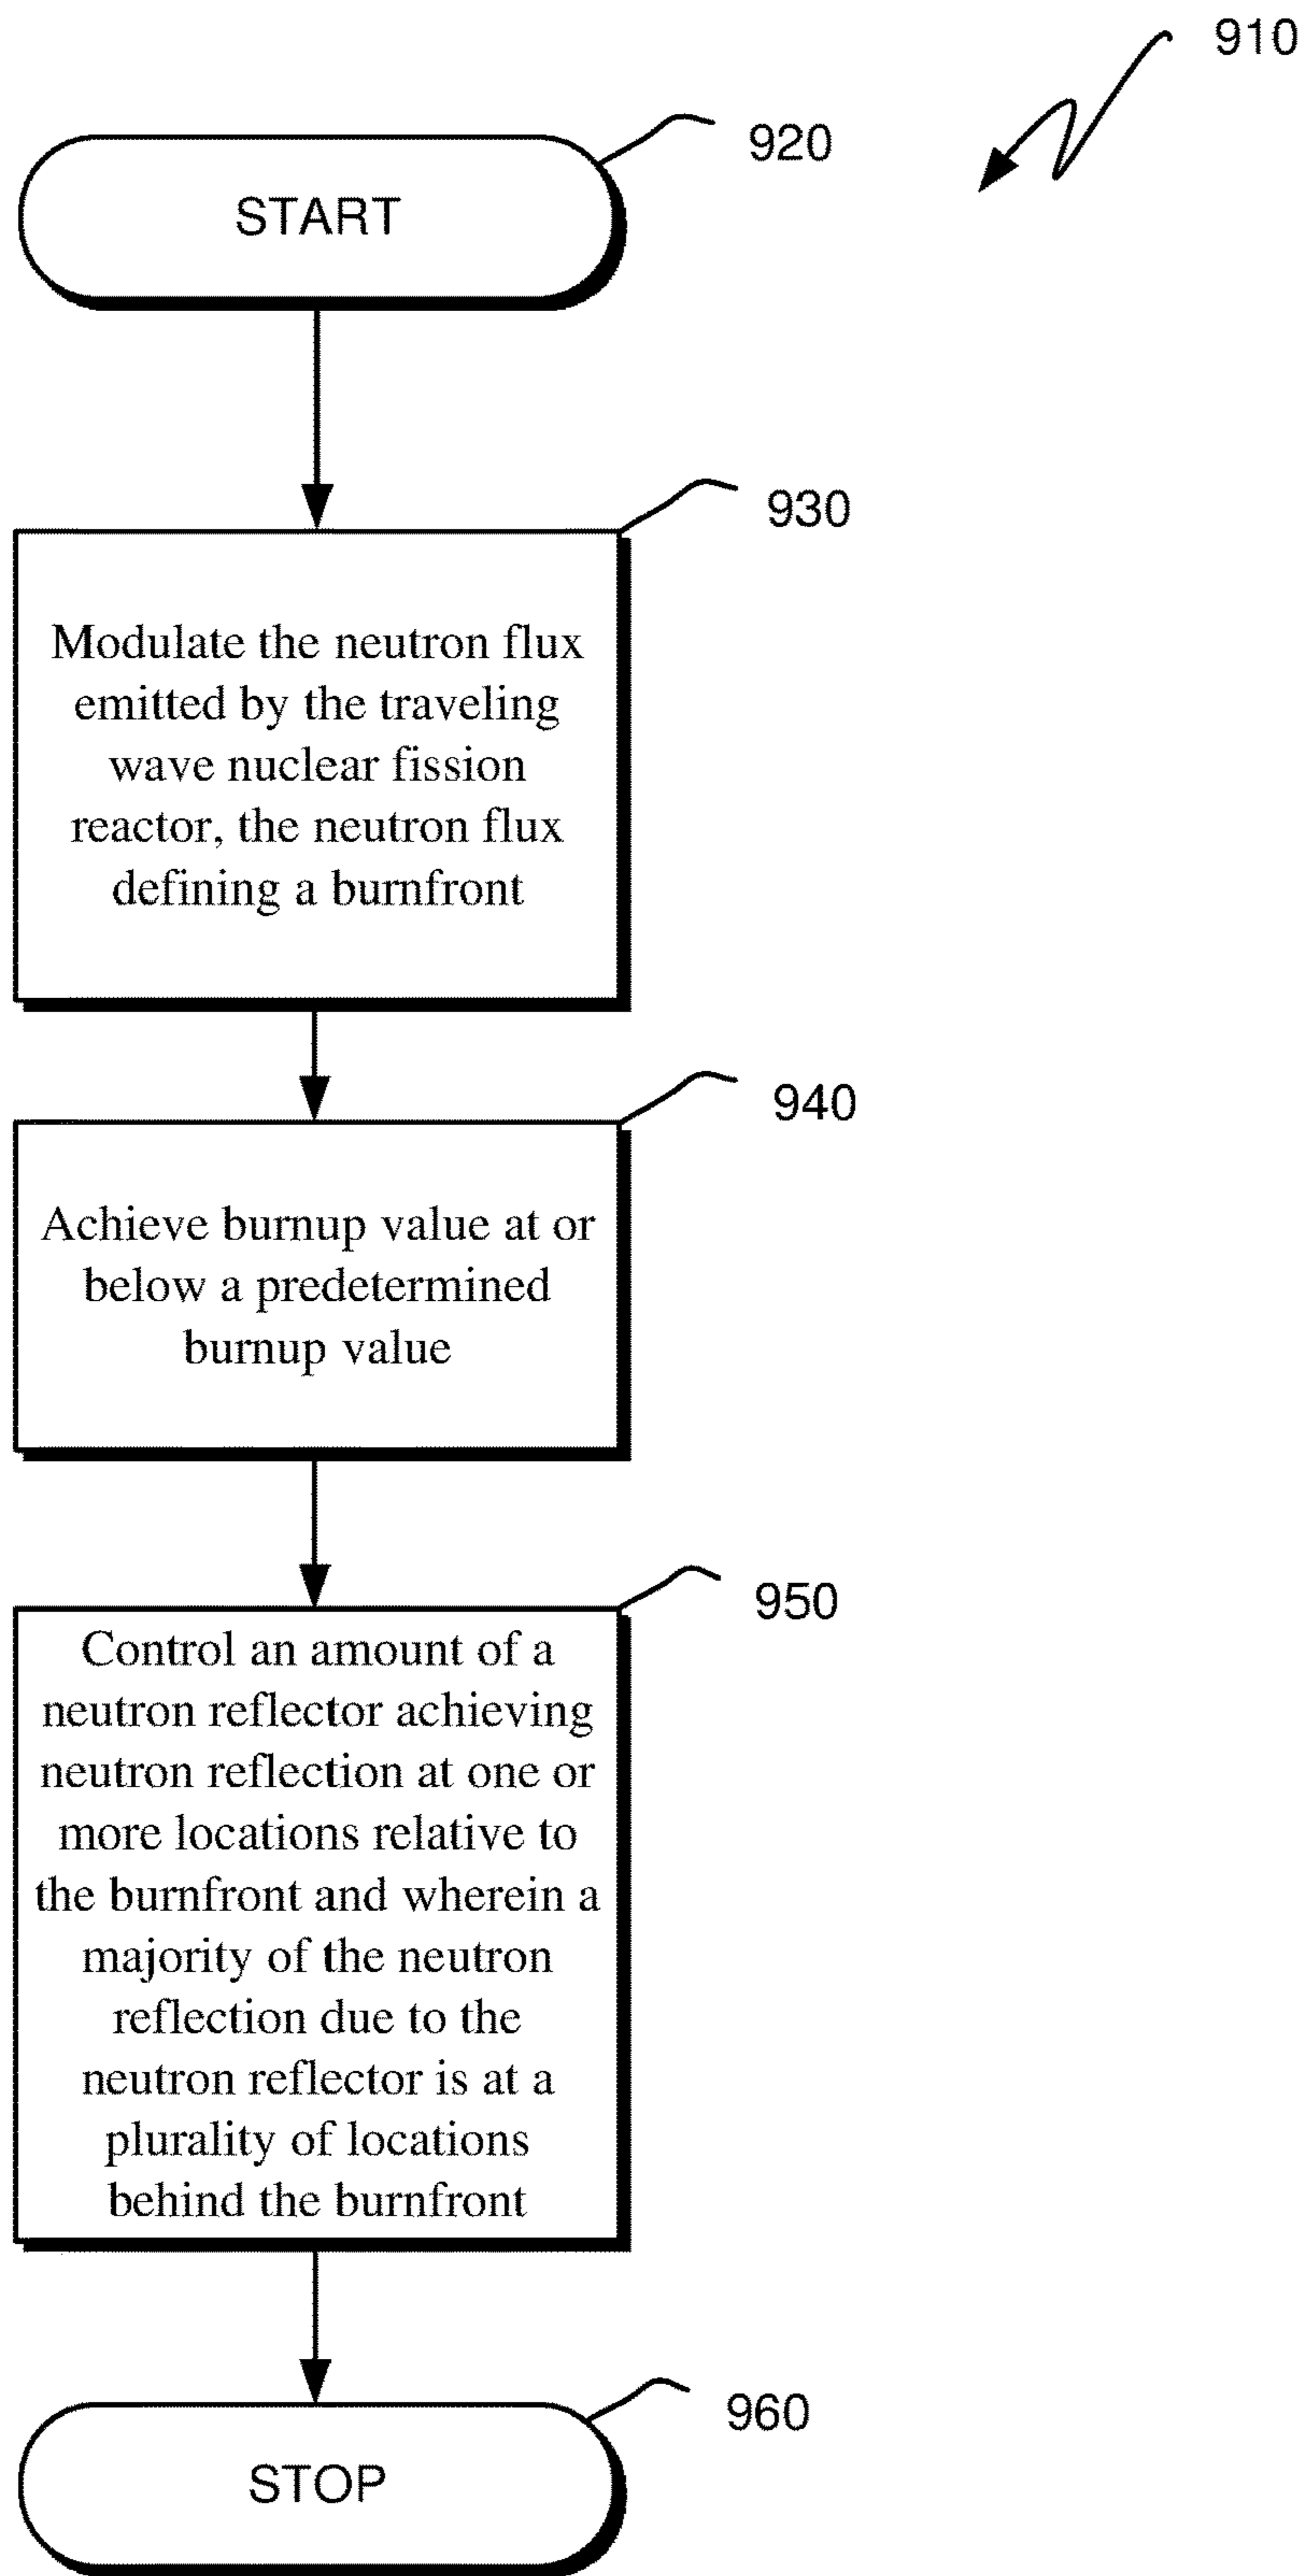 910
920
START
930
Modulate the neutron flux
emitted by the traveling
wave nuclear fission
reactor, the neutron flux
defining a burnfront
940
Achieve burnup value at or
below a predetermined
burnup value
950
Control an amount of a
neutron reflector achieving
neutron reflection at one or
more locations relative to
the burnfront and wherein a
majority of the neutron
reflection due to the
neutron reflector is at a
plurality of locations
behind the burnfront
960
STOP